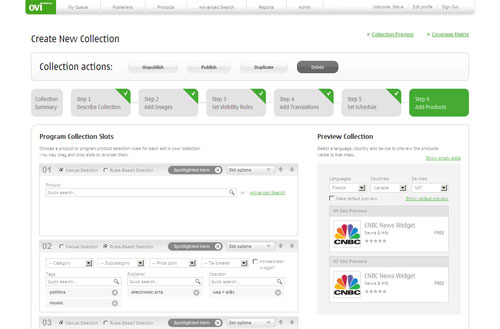 ovi
My Queue Publishers Products Advanced Search Reports Admin Welcome, Steve Edit profile Sign Out
Create New Collection
Collection Preview Coverage Matrix
Collection actions: Unpublish Publish Duplicate Delete
Collection Summary
Step 1 Describe Collection
Step 2 Add Images
Step 3 Set Visibility Rules
Step 4 Add Translations
Step 5 Set Schedule
Step 6 Add Products
Program Collection Slots
Choose a product or program product selection rules for each slot in your collection.
You may drag and drop slots to re-order them.
01 Manual Selection Rules-Based Selection Spotlighted Item Slot options
Product
Quick search... or Advanced Search
02 Manual Selection Rules-Based Selection Spotlighted Item Slot options
-- Category -- Price point -- Tie breaker
Tags Publisher Operator
Quick search... Quick search... Quick search...
politics electronic arts
music
03 Manual Selection Rules-Based Selection Spotlighted Item Slot options
Preview Collection
Select a language, country and device to preview the products
visible to that index.
Show empty slots
Languages Countries Devices
French Canada N97
Make default preview Show default preview
01 Slot Preview
CNBC
CNBC News Widget
News & Info
FREE
02 Slot Preview
CNBC
CNBC News Widget
News & Info
FREE